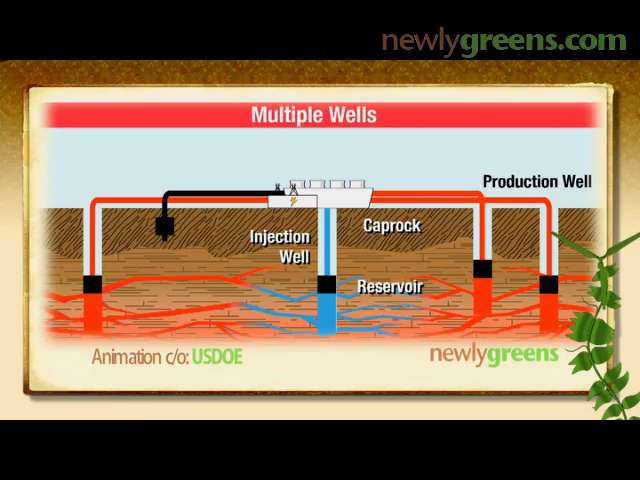 newlygreens.com
Multiple Wells
Production Well
Injection
Well
Caprock
Reservoir
Animation c/o: USDOE
newlygreens